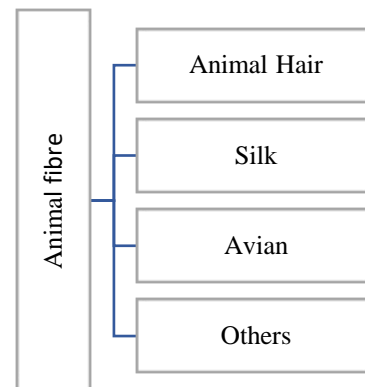 Animal fibre
Animal Hair
Silk
Avian
Others